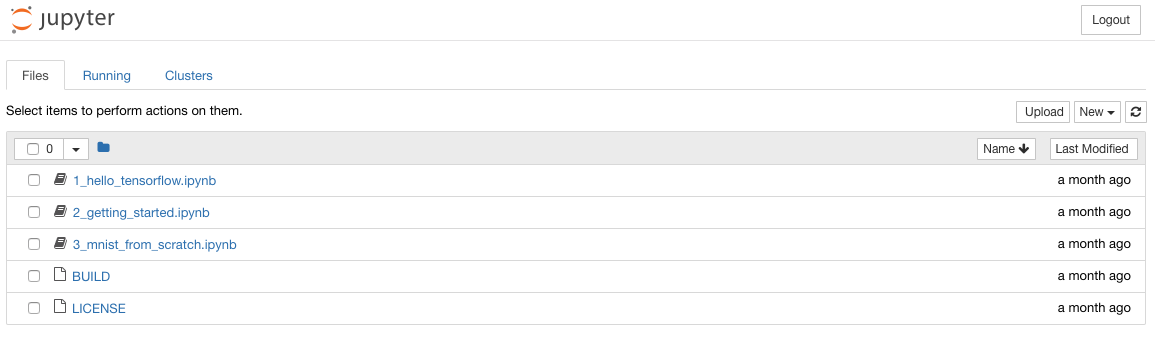 jupyter Logout
Files Running Clusters
Select items to perform actions on them. Upload New
0 Name Last Modified
1_hello_tensorflow.ipynb a month ago
2_getting_started.ipynb a month ago
3_mnist_from_scratch.ipynb a month ago
BUILD a month ago
LICENSE a month ago